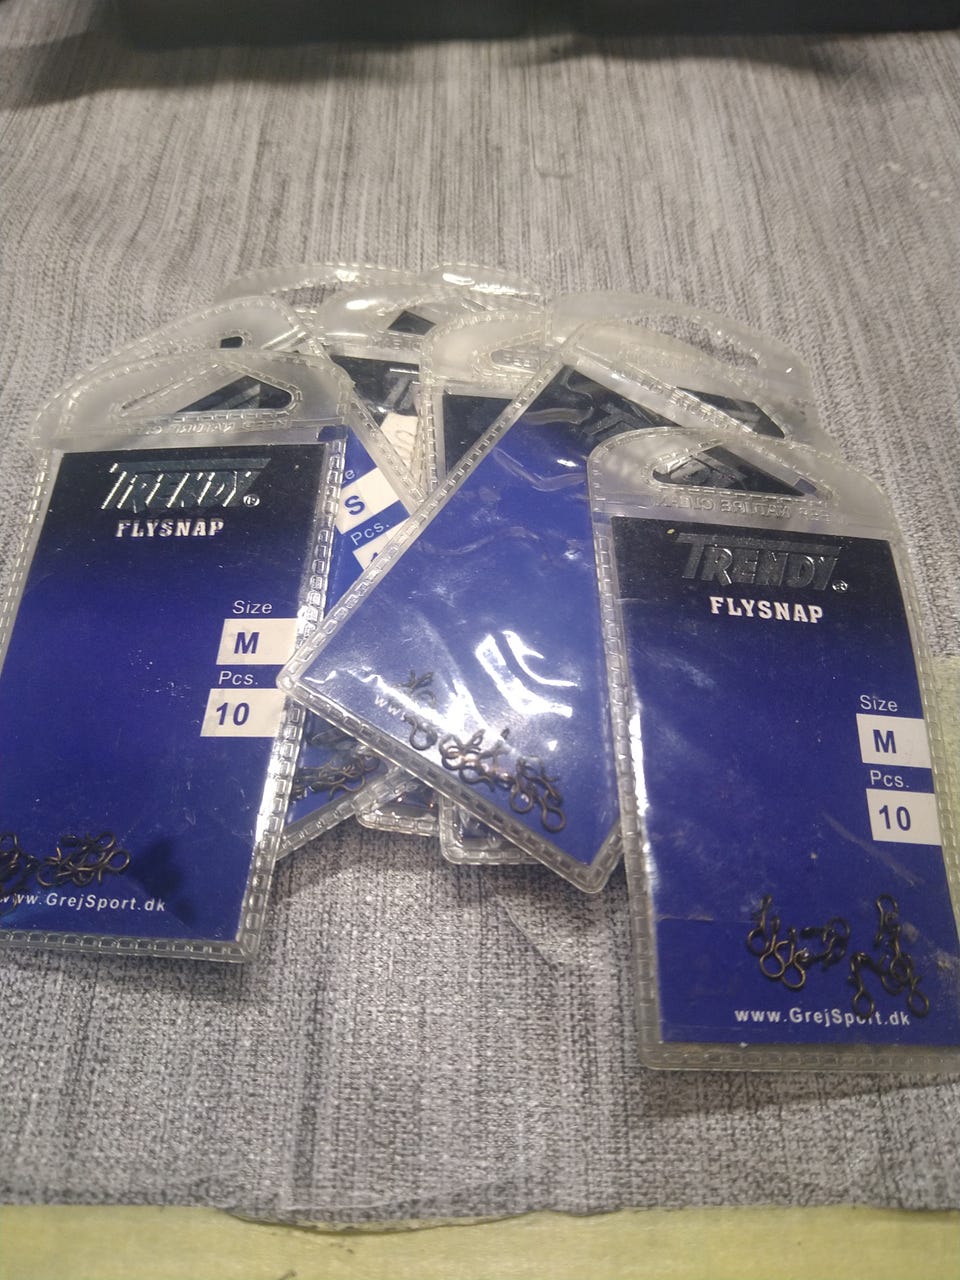 TRENDY®
FLYSNAP
Size
M
Pcs.
10
www.GrejSport.dk
S
Pcs.
TRENDY®
FLYSNAP
Size
M
Pcs.
10
www.GrejSport.dk